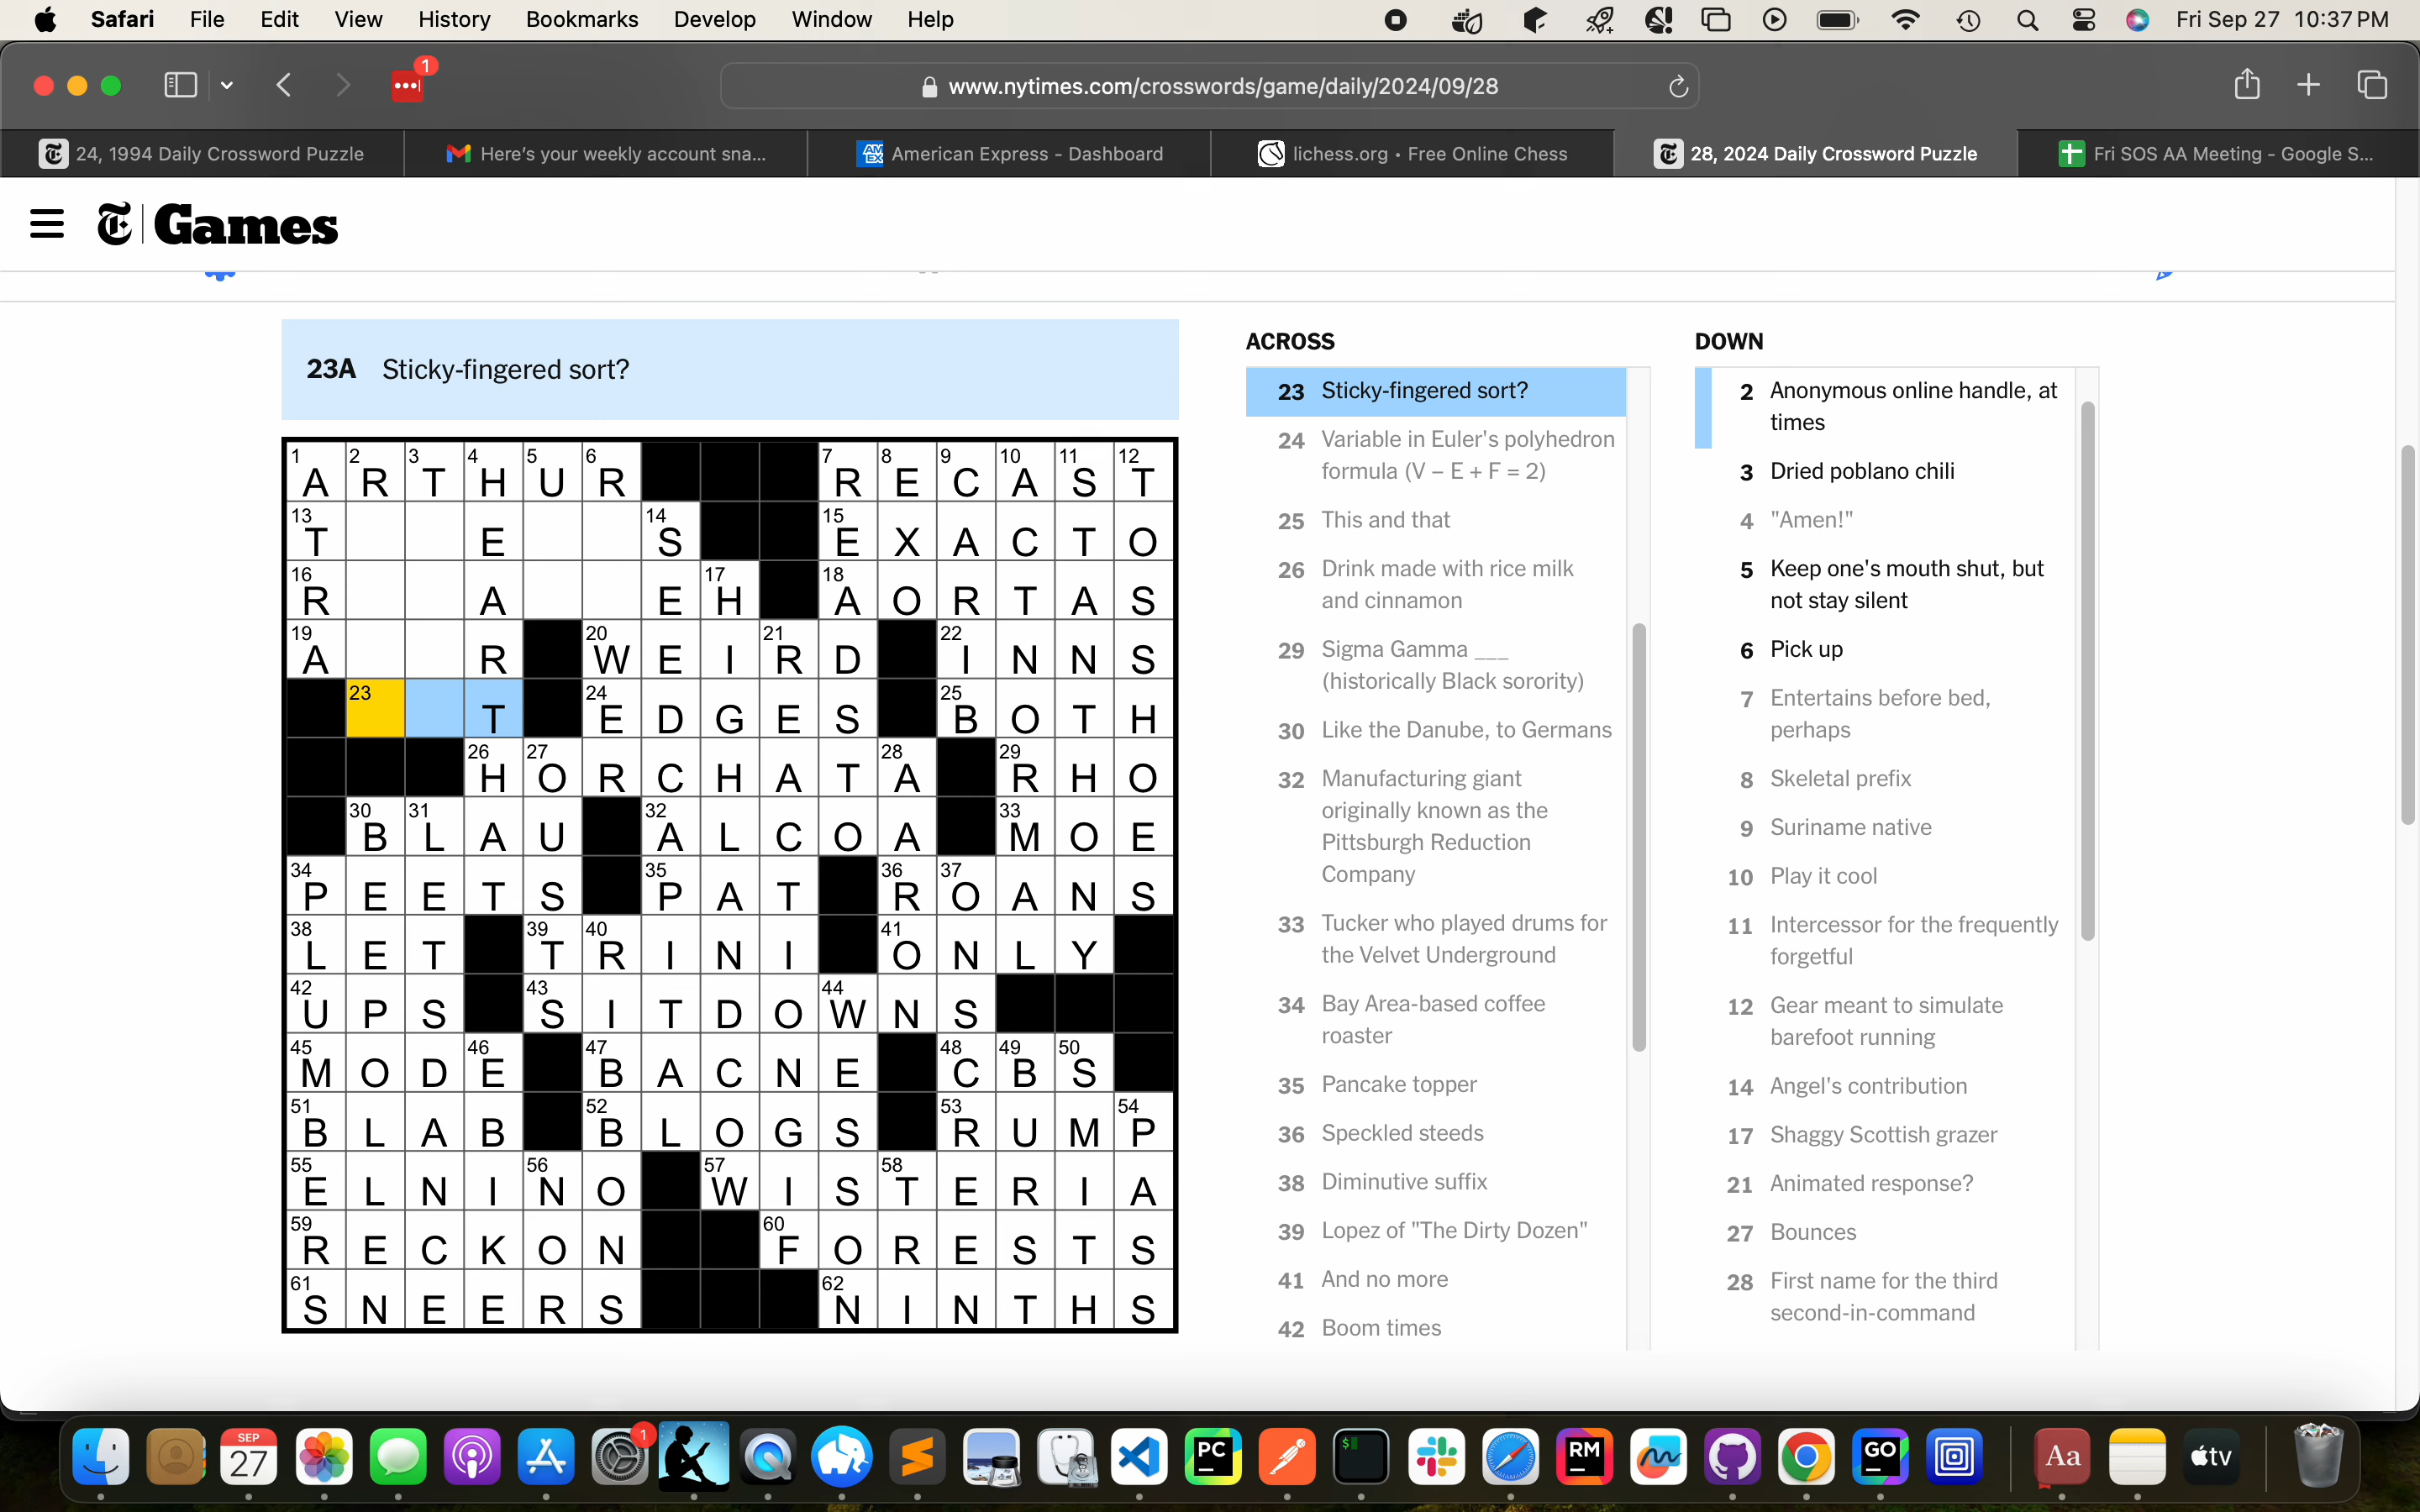 Safari File Edit View History Bookmarks Develop Window Help Fri Sep 27 10:37 PM
1
www.nytimes.com/crosswords/game/daily/2024/09/28
24, 1994 Daily Crossword Puzzle
Here's your weekly account sna...
American Express - Dashboard
lichess.org • Free Online Chess
28, 2024 Daily Crossword Puzzle
Fri SOS AA Meeting - Google S...
Games
23A Sticky-fingered sort?
1 A 2 R 3 T 4 H 5 U 6 R 7 R 8 E 9 C 10 A 11 S 12 T
13 T E 14 S 15 E X A C T O
16 R A E 17 H 18 A O R T A S
19 A R 20 W E I 21 R D 22 I N N S
23 T 24 E D G E S 25 B O T H
26 H 27 O R C H A T 28 A 29 R H O
30 B 31 L A U 32 A L C O A 33 M O E
34 P E E T S 35 P A T 36 R 37 O A N S
38 L E T 39 T 40 R I N I 41 O N L Y
42 U P S 43 S I T D O 44 W N S
45 M O D 46 E 47 B A C N E 48 C 49 B 50 S
51 B L A B 52 B L O G S 53 R U M 54 P
55 E L N I 56 N O 57 W I S 58 T E R I A
59 R E C K O N 60 F O R E S T S
61 S N E E R S 62 N I N T H S
ACROSS
23 Sticky-fingered sort?
24 Variable in Euler's polyhedron
formula (V – E + F = 2)
25 This and that
26 Drink made with rice milk
and cinnamon
29 Sigma Gamma ___
(historically Black sorority)
30 Like the Danube, to Germans
32 Manufacturing giant
originally known as the
Pittsburgh Reduction
Company
33 Tucker who played drums for
the Velvet Underground
34 Bay Area-based coffee
roaster
35 Pancake topper
36 Speckled steeds
38 Diminutive suffix
39 Lopez of "The Dirty Dozen"
41 And no more
42 Boom times
DOWN
2 Anonymous online handle, at
times
3 Dried poblano chili
4 "Amen!"
5 Keep one's mouth shut, but
not stay silent
6 Pick up
7 Entertains before bed,
perhaps
8 Skeletal prefix
9 Suriname native
10 Play it cool
11 Intercessor for the frequently
forgetful
12 Gear meant to simulate
barefoot running
14 Angel's contribution
17 Shaggy Scottish grazer
21 Animated response?
27 Bounces
28 First name for the third
second-in-command
SEP
27
1
PC
$
RM
GO
Aa
tv